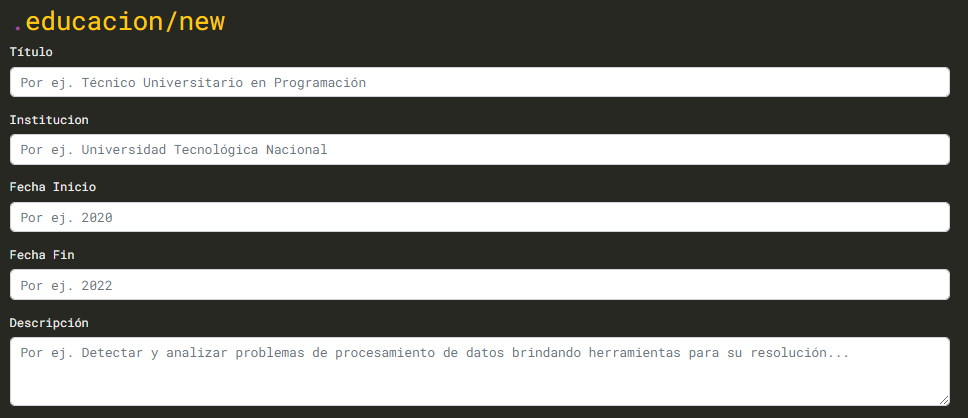 .educacion/new
Título
Por ej. Técnico Universitario en Programación
Institucion
Por ej. Universidad Tecnológica Nacional
Fecha Inicio
Por ej. 2020
Fecha Fin
Por ej. 2022
Descripción
Por ej. Detectar y analizar problemas de procesamiento de datos brindando herramientas para su resolución...